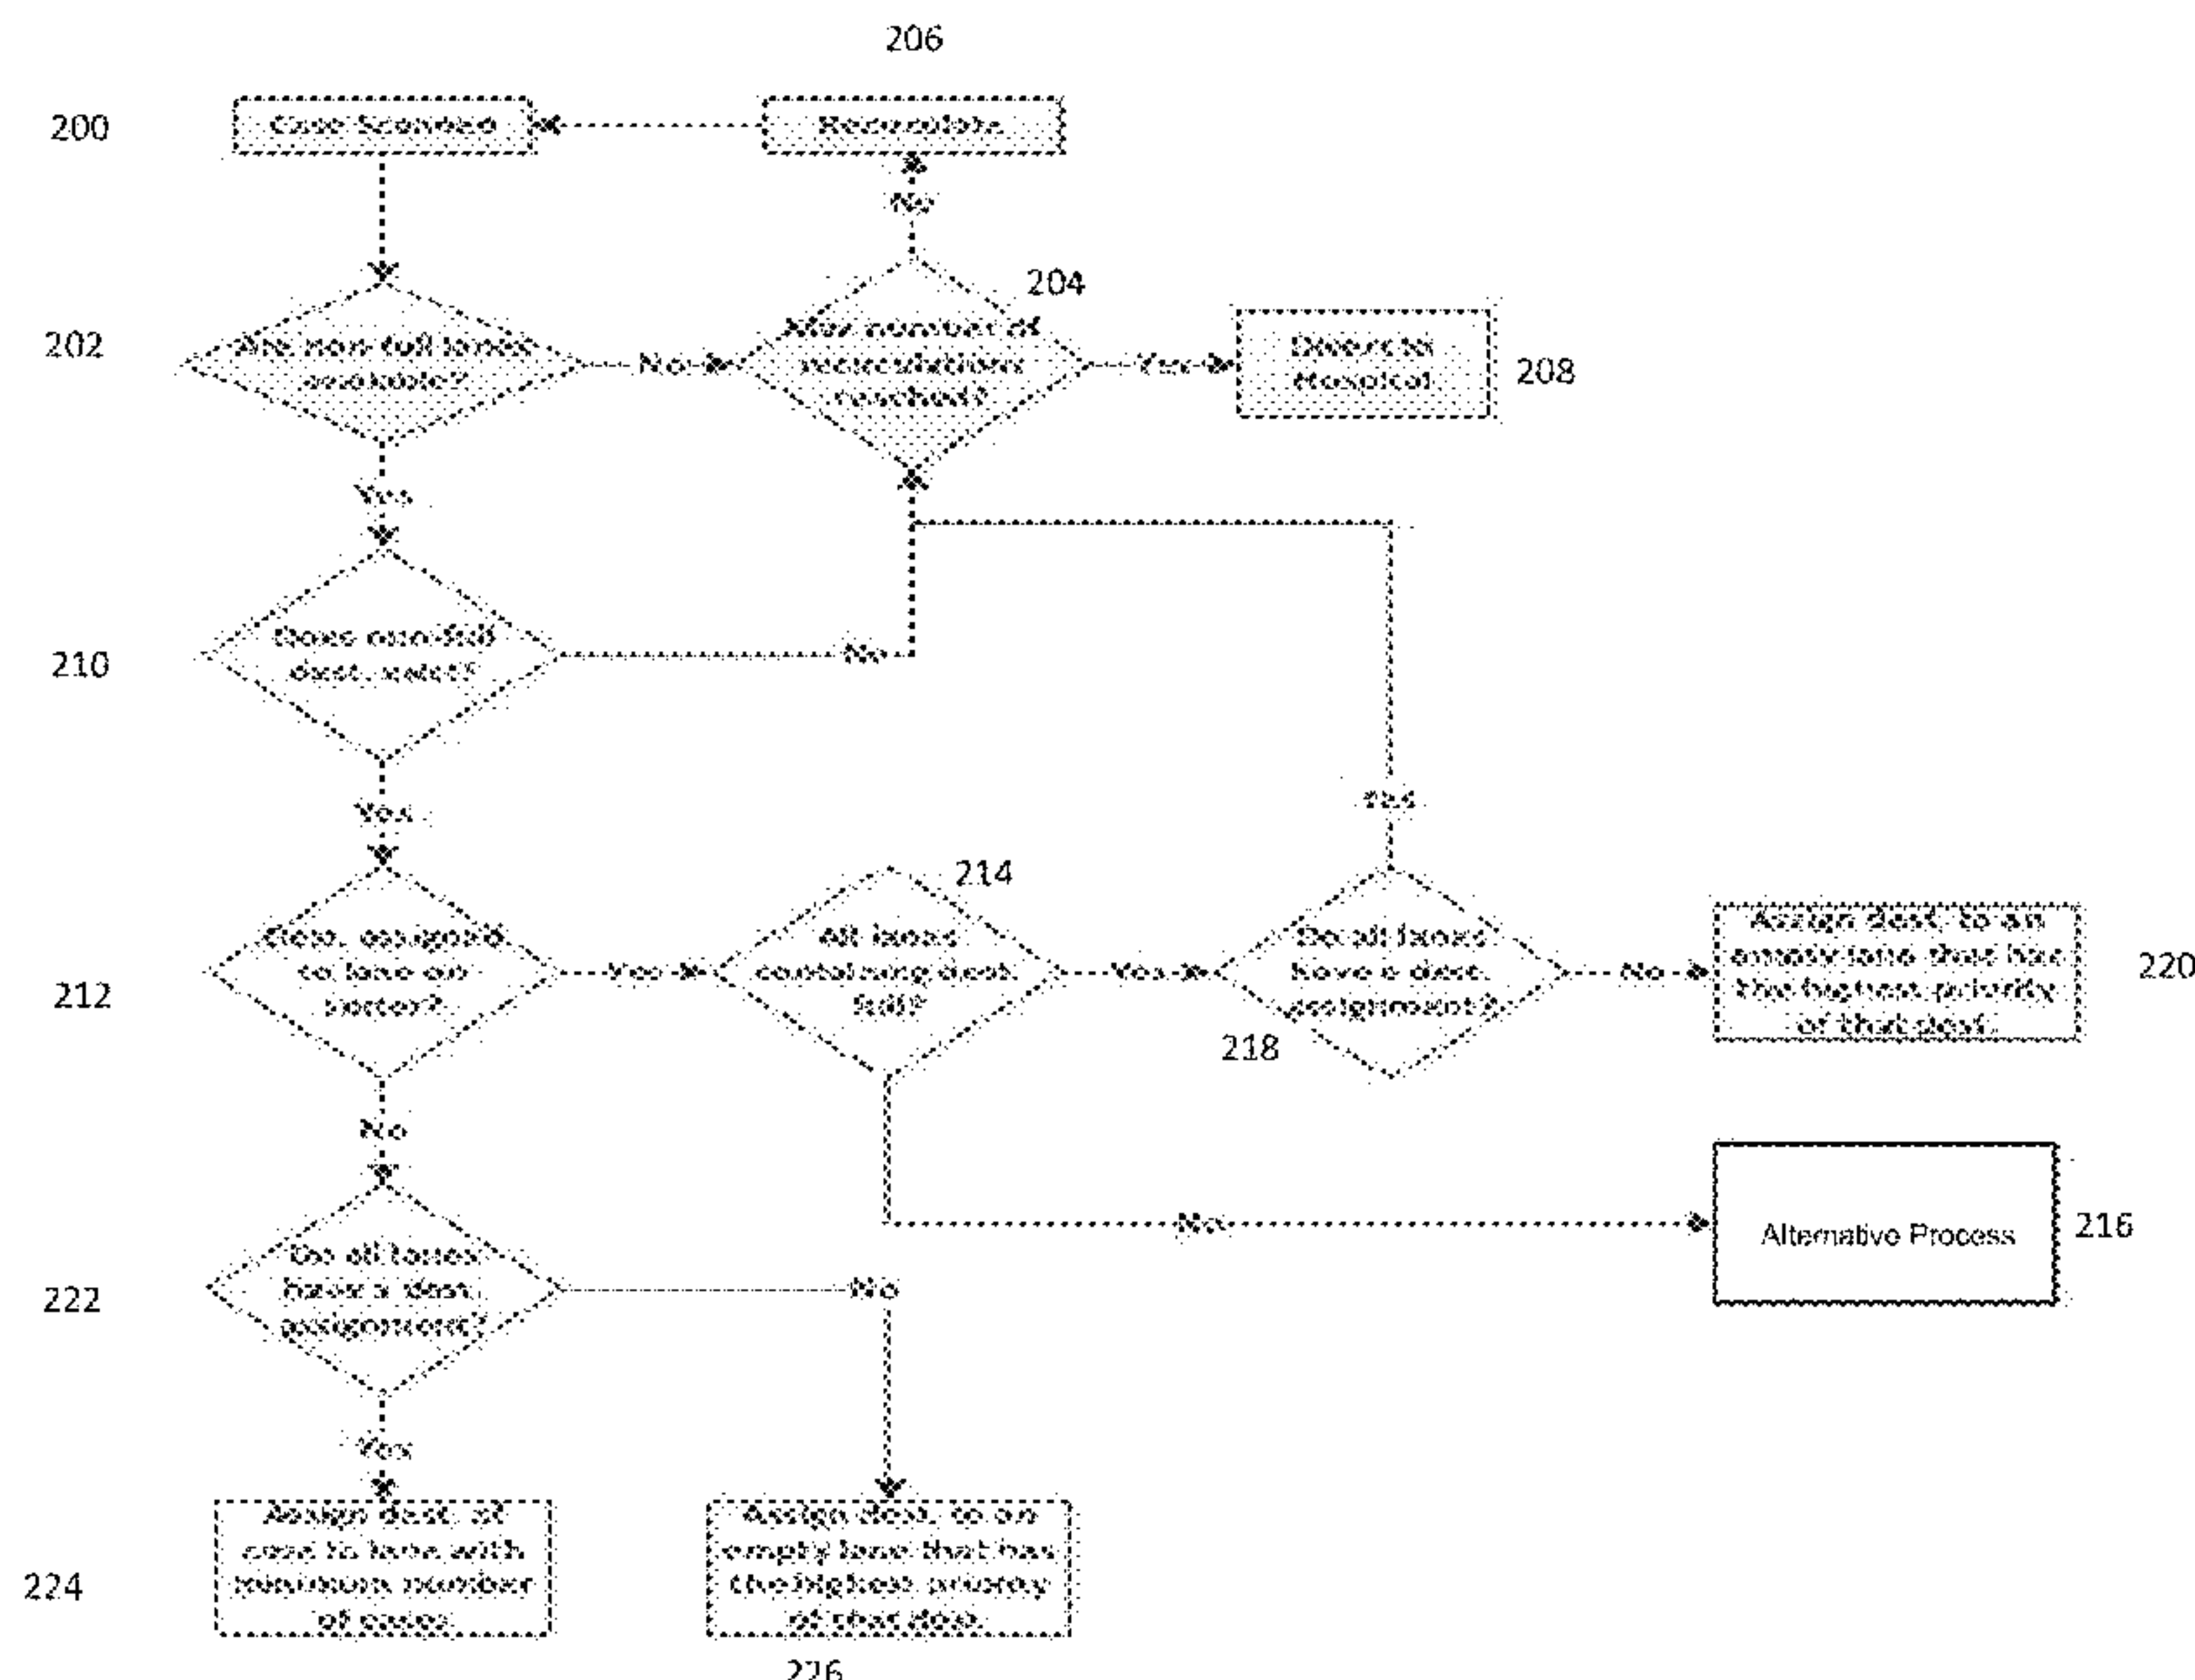 206
200
Case Scanned
Recirculate
No
204
202
Are non-full lanes
available?
No
Max number of
recirculations
reached?
Yes
Divert to
Hospital
208
Yes
210
Does non-full
dest. exist?
No
Yes
Yes
214
212
Dest. assigned
to lane on
sorter?
Yes
All lanes
containing dest.
full?
Yes
Do all lanes
have a dest.
assignment?
218
No
Assign dest. to an
empty lane that has
the highest priority
of that dest.
220
No
No
Alternative Process
216
222
Do all lanes
have a dest.
assignment?
No
Yes
224
Assign dest. of
case to lane with
minimum number
of cases
Assign dest. to an
empty lane that has
the highest priority
of that dest.
226